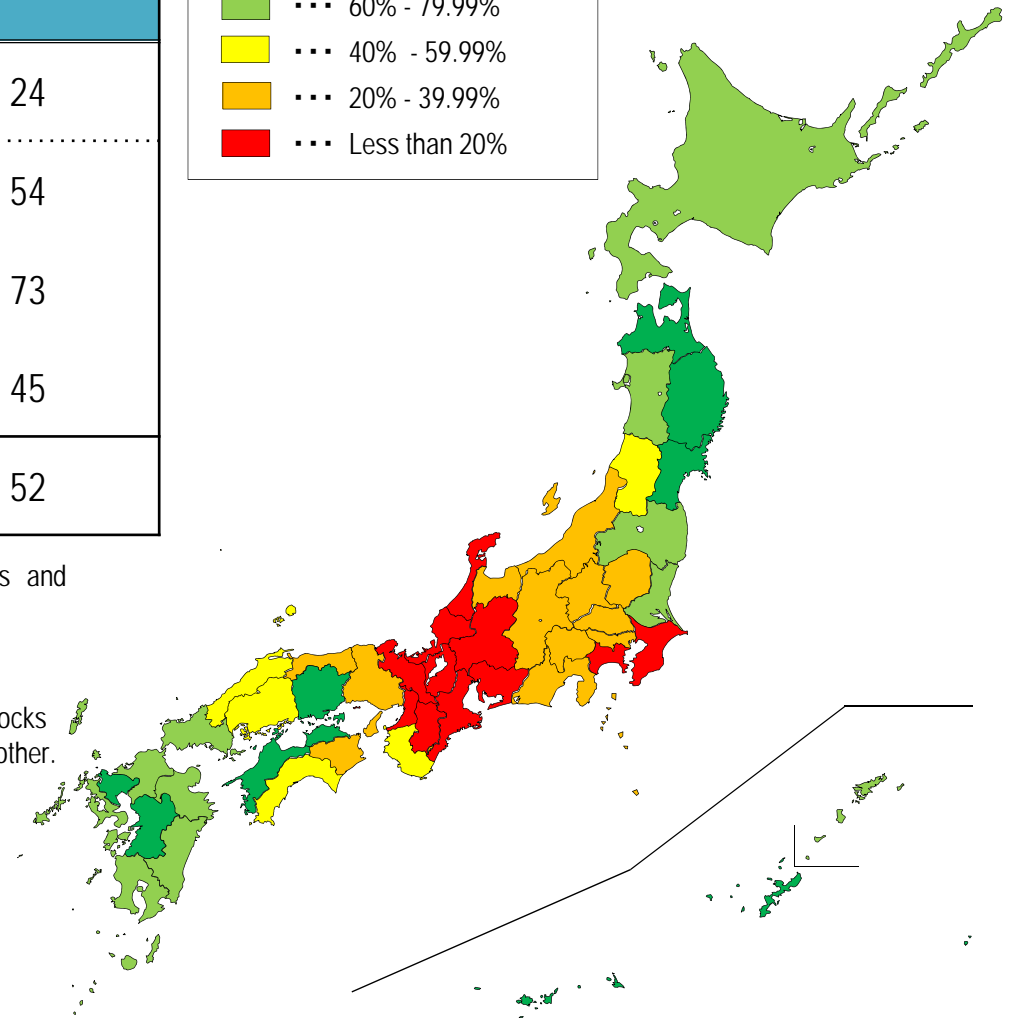 ··· 60% - 79.99%
··· 40% - 59.99%
24
··· 20% - 39.99%
··· Less than 20%
54
73
45
52
s and
ocks
other.